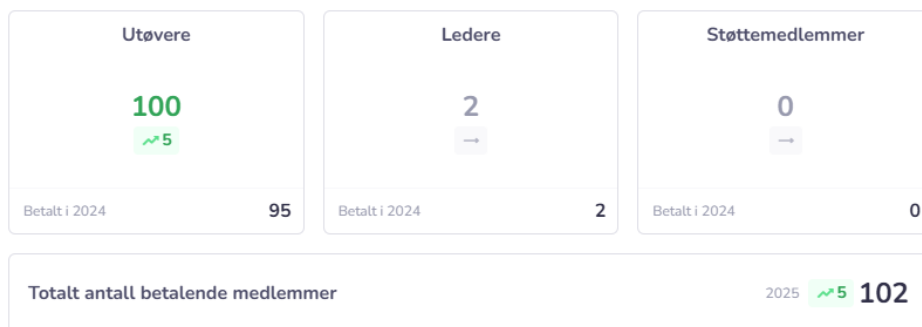 Utøvere
100
5
Betalt i 2024 95
Ledere
2
Betalt i 2024 2
Støttemedlemmer
0
Betalt i 2024 0
Totalt antall betalende medlemmer 2025 5 102